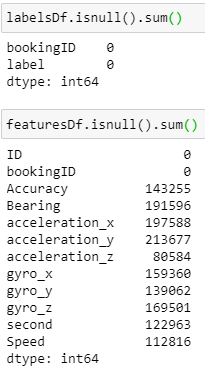 labelsDf.isnull().sum()
bookingID    0
label        0
dtype: int64
featuresDf.isnull().sum()
ID                     0
bookingID              0
Accuracy          143255
Bearing           191596
acceleration_x    197588
acceleration_y    213677
acceleration_z     80584
gyro_x            159360
gyro_y            139062
gyro_z            169501
second            122963
Speed             112816
dtype: int64